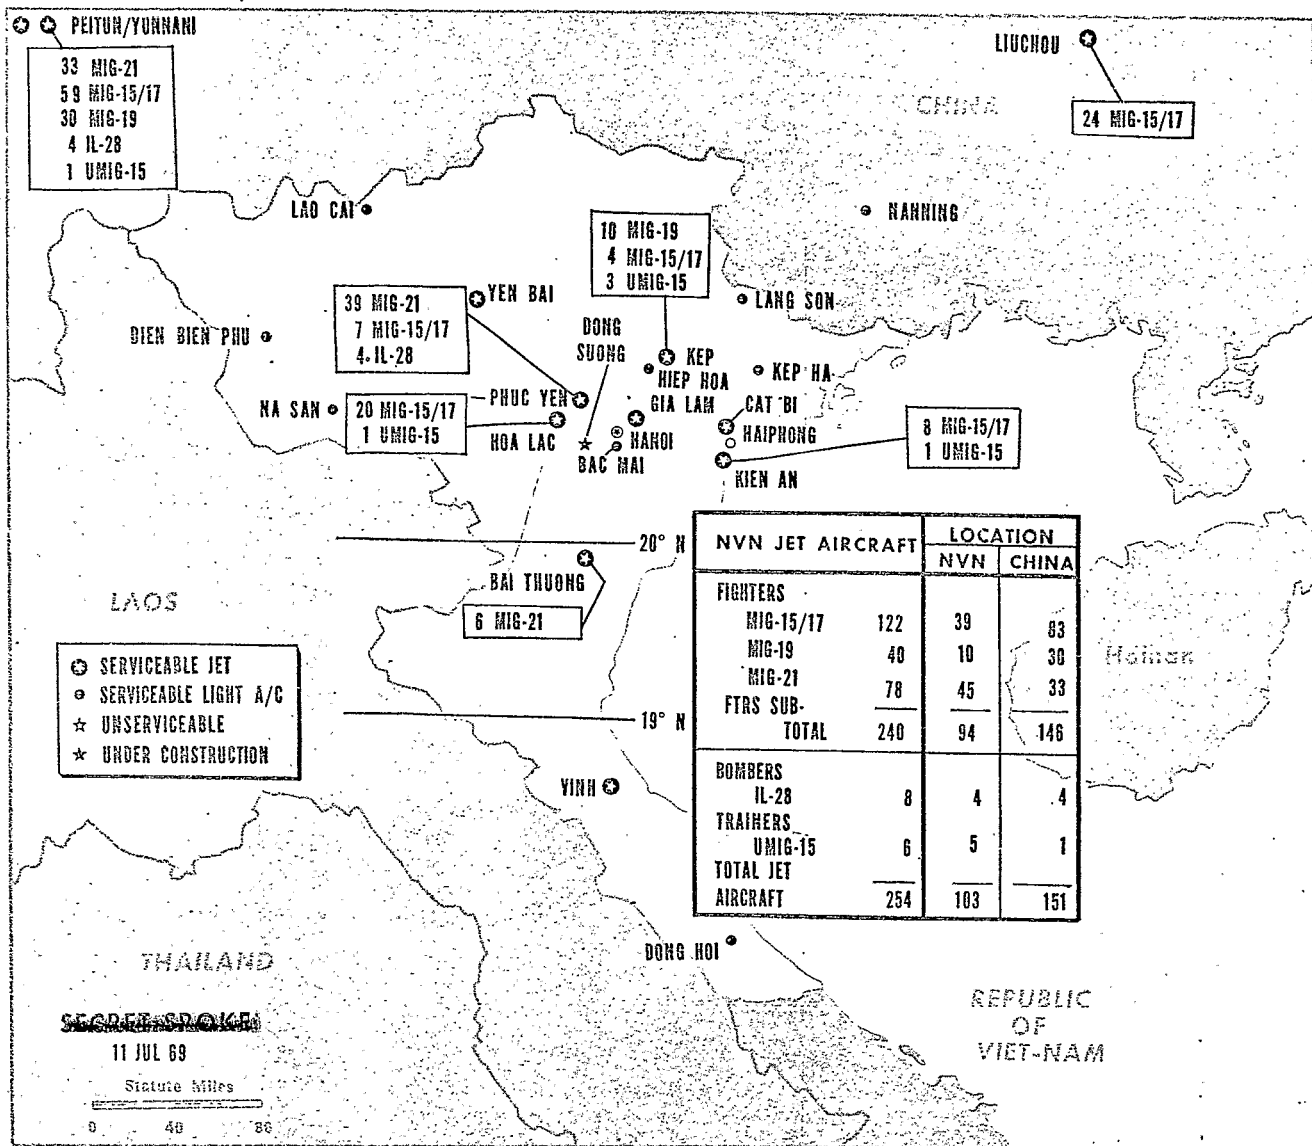 PEITUN/YUNNANI
33 MIG-21
59 MIG-15/17
30 MIG-19
4 IL-28
1 UMIG-15
LIUCHOU
24 MIG-15/17
CHINA
LAO CAI
NANNING
10 MIG-19
4 MIG-15/17
3 UMIG-15
YEN BAI
LANG SON
39 MIG-21
7 MIG-15/17
4 IL-28
DONG
SUONG
DIEN BIEN PHU
KEP
HIEP HOA
KEP HA
PHUC YEN
GIA LAM
CAT BI
NA SAN
20 MIG-15/17
1 UMIG-15
HOA LAC
HANOI
HAIPHONG
BAC MAI
KIEN AN
8 MIG-15/17
1 UMIG-15
20° N
BAI THUONG
6 MIG-21
LAOS
Hainan
SERVICEABLE JET
SERVICEABLE LIGHT A/C
UNSERVICEABLE
UNDER CONSTRUCTION
19° N
VINH
NVN JET AIRCRAFT LOCATION
NVN CHINA
FIGHTERS
MIG-15/17 122 39 83
MIG-19 40 10 30
MIG-21 78 45 33
FTRS SUB-
TOTAL 240 94 146
BOMBERS
IL-28 8 4 4
TRAINERS
UMIG-15 6 5 1
TOTAL JET
AIRCRAFT 254 103 151
DONG HOI
THAILAND
REPUBLIC
OF
VIET-NAM
SECRET SPOKE
11 JUL 69
Statute Miles
0 40 80